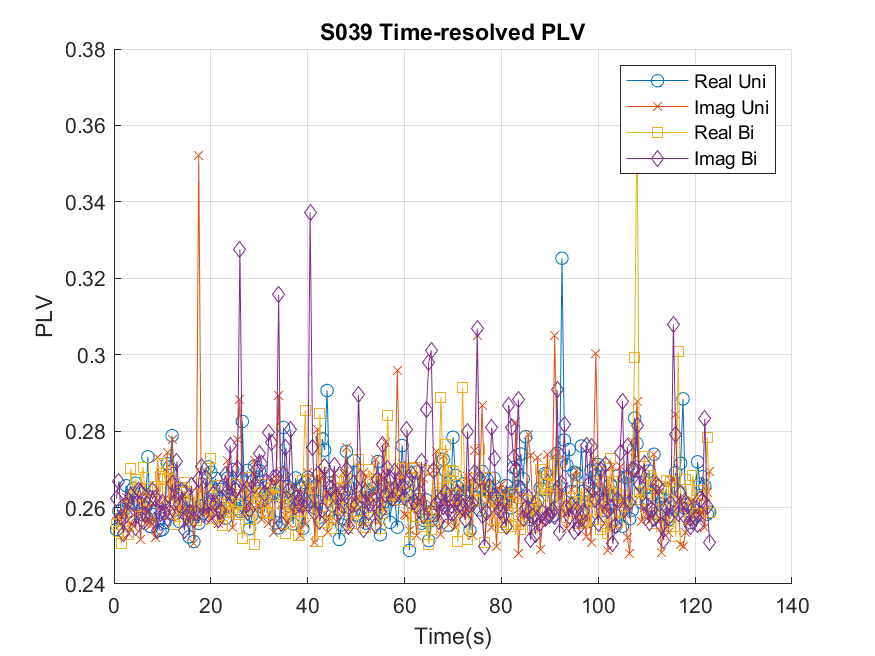 S039 Time-resolved PLV
0.38
0.36
0.34
0.32
0.3
0.28
0.26
0.24
PLV
Real Uni
Imag Uni
Real Bi
Imag Bi
0 20 40 60 80 100 120 140
Time(s)